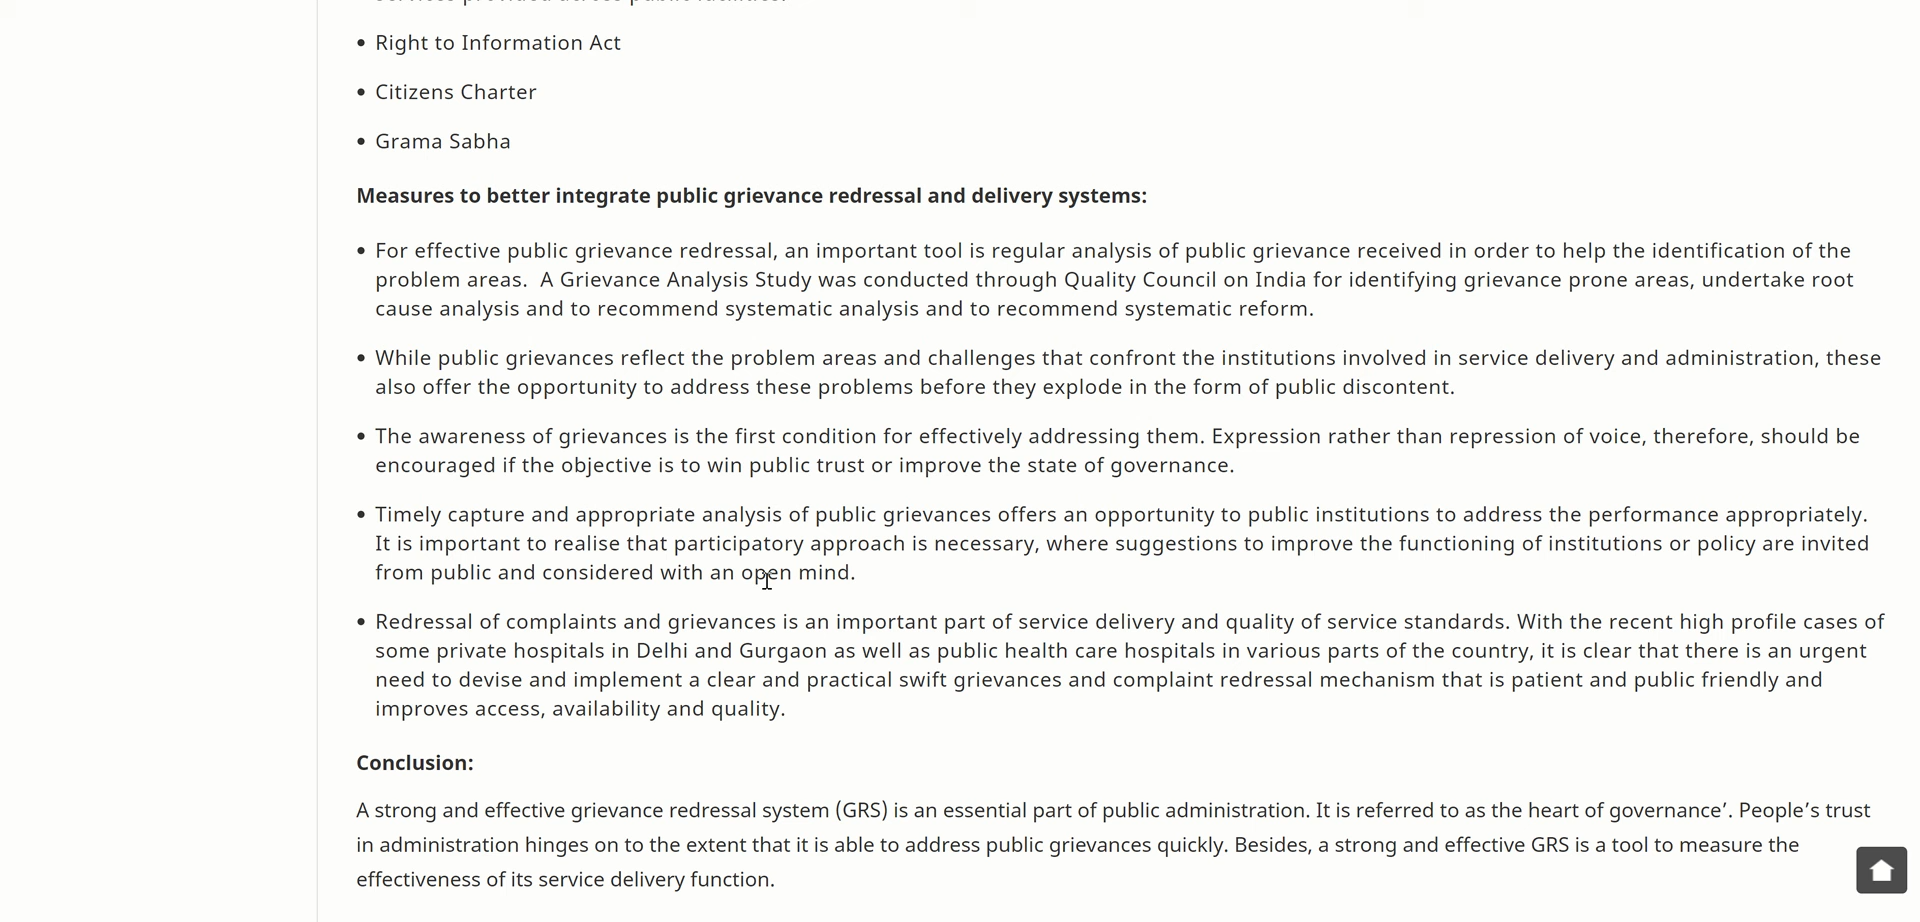 Right to Information Act
Citizens Charter
Grama Sabha
Measures to better integrate public grievance redressal and delivery systems:
For effective public grievance redressal, an important tool is regular analysis of public grievance received in order to help the identification of the
problem areas.  A Grievance Analysis Study was conducted through Quality Council on India for identifying grievance prone areas, undertake root
cause analysis and to recommend systematic analysis and to recommend systematic reform.
While public grievances reflect the problem areas and challenges that confront the institutions involved in service delivery and administration, these
also offer the opportunity to address these problems before they explode in the form of public discontent.
The awareness of grievances is the first condition for effectively addressing them. Expression rather than repression of voice, therefore, should be
encouraged if the objective is to win public trust or improve the state of governance.
Timely capture and appropriate analysis of public grievances offers an opportunity to public institutions to address the performance appropriately.
It is important to realise that participatory approach is necessary, where suggestions to improve the functioning of institutions or policy are invited
from public and considered with an open mind.
Redressal of complaints and grievances is an important part of service delivery and quality of service standards. With the recent high profile cases of
some private hospitals in Delhi and Gurgaon as well as public health care hospitals in various parts of the country, it is clear that there is an urgent
need to devise and implement a clear and practical swift grievances and complaint redressal mechanism that is patient and public friendly and
improves access, availability and quality.
Conclusion:
A strong and effective grievance redressal system (GRS) is an essential part of public administration. It is referred to as the heart of governance’. People’s trust
in administration hinges on to the extent that it is able to address public grievances quickly. Besides, a strong and effective GRS is a tool to measure the
effectiveness of its service delivery function.